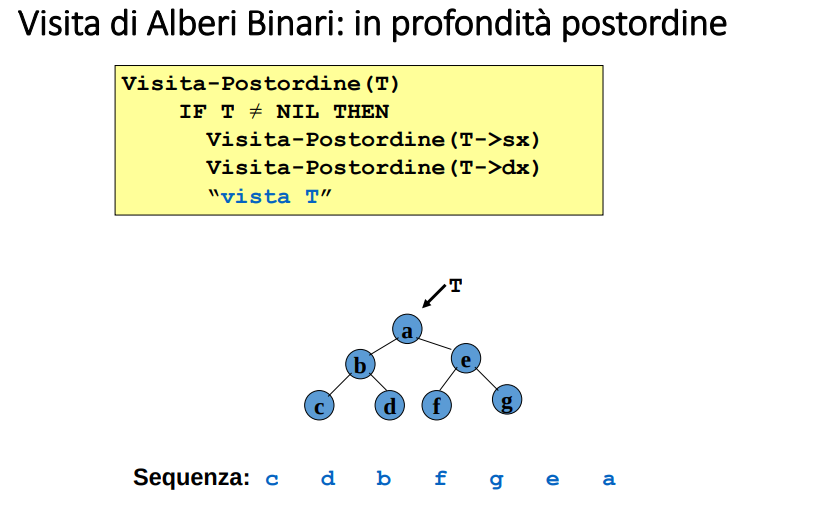 Visita di Alberi Binari: in profondità postordine
Visita-Postordine(T)
IF T ≠ NIL THEN
Visita-Postordine(T->sx)
Visita-Postordine(T->dx)
“vista T”
T
a
b
e
c
d
f
g
Sequenza: c d b f g e a